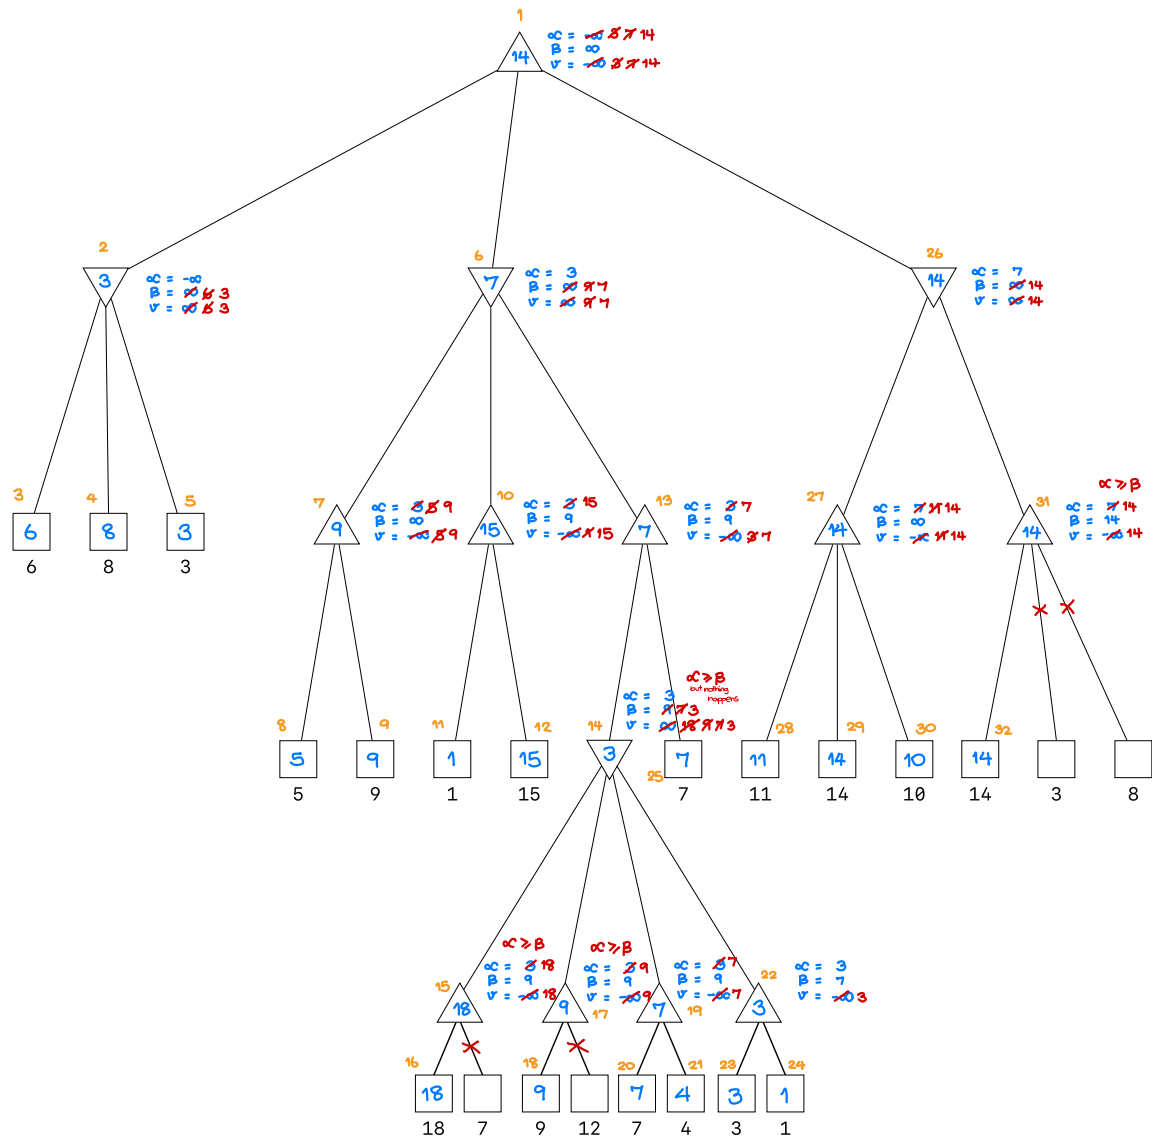 1
∝ = -∞ 3 7 14
14
β = ∞
v = -∞ 3 7 14
2
3
∝ = -∞
β = ∞ 6 3
v = ∞ 6 3
6
7
∝ = 3
β = ∞ 9 7
v = ∞ 9 7
26
14
∝ = 7
β = ∞ 14
v = ∞ 14
3
4
5
6
8
3
6
8
3
7
9
∝ = 3 5 9
β = ∞
v = -∞ 5 9
10
15
∝ = 3 15
β = 9
v = -∞ 1 15
13
7
∝ = 3 7
β = 9
v = -∞ 3 7
27
14
∝ = 7 11 14
β = ∞
v = -∞ 11 14
∝ ≥ β
31
14
∝ = 7 14
β = 14
v = -∞ 14
∝ ≥ β
but nothing
happens
∝ = 3
β = 9 7 3
v = ∞ 18 9 7 3
14
3
8
9
11
12
25
28
29
30
32
5
9
1
15
7
11
14
10
14
5
9
1
15
7
11
14
10
14
3
8
∝ ≥ β
∝ = 3 18
β = 9
v = -∞ 18
15
18
∝ ≥ β
∝ = 3 9
β = 9
v = -∞ 9
9
17
∝ = 3 7
β = 9
v = -∞ 7
7
19
22
3
∝ = 3
β = 7
v = -∞ 3
16
18
20
21
23
24
18
9
7
4
3
1
18
7
9
12
7
4
3
1